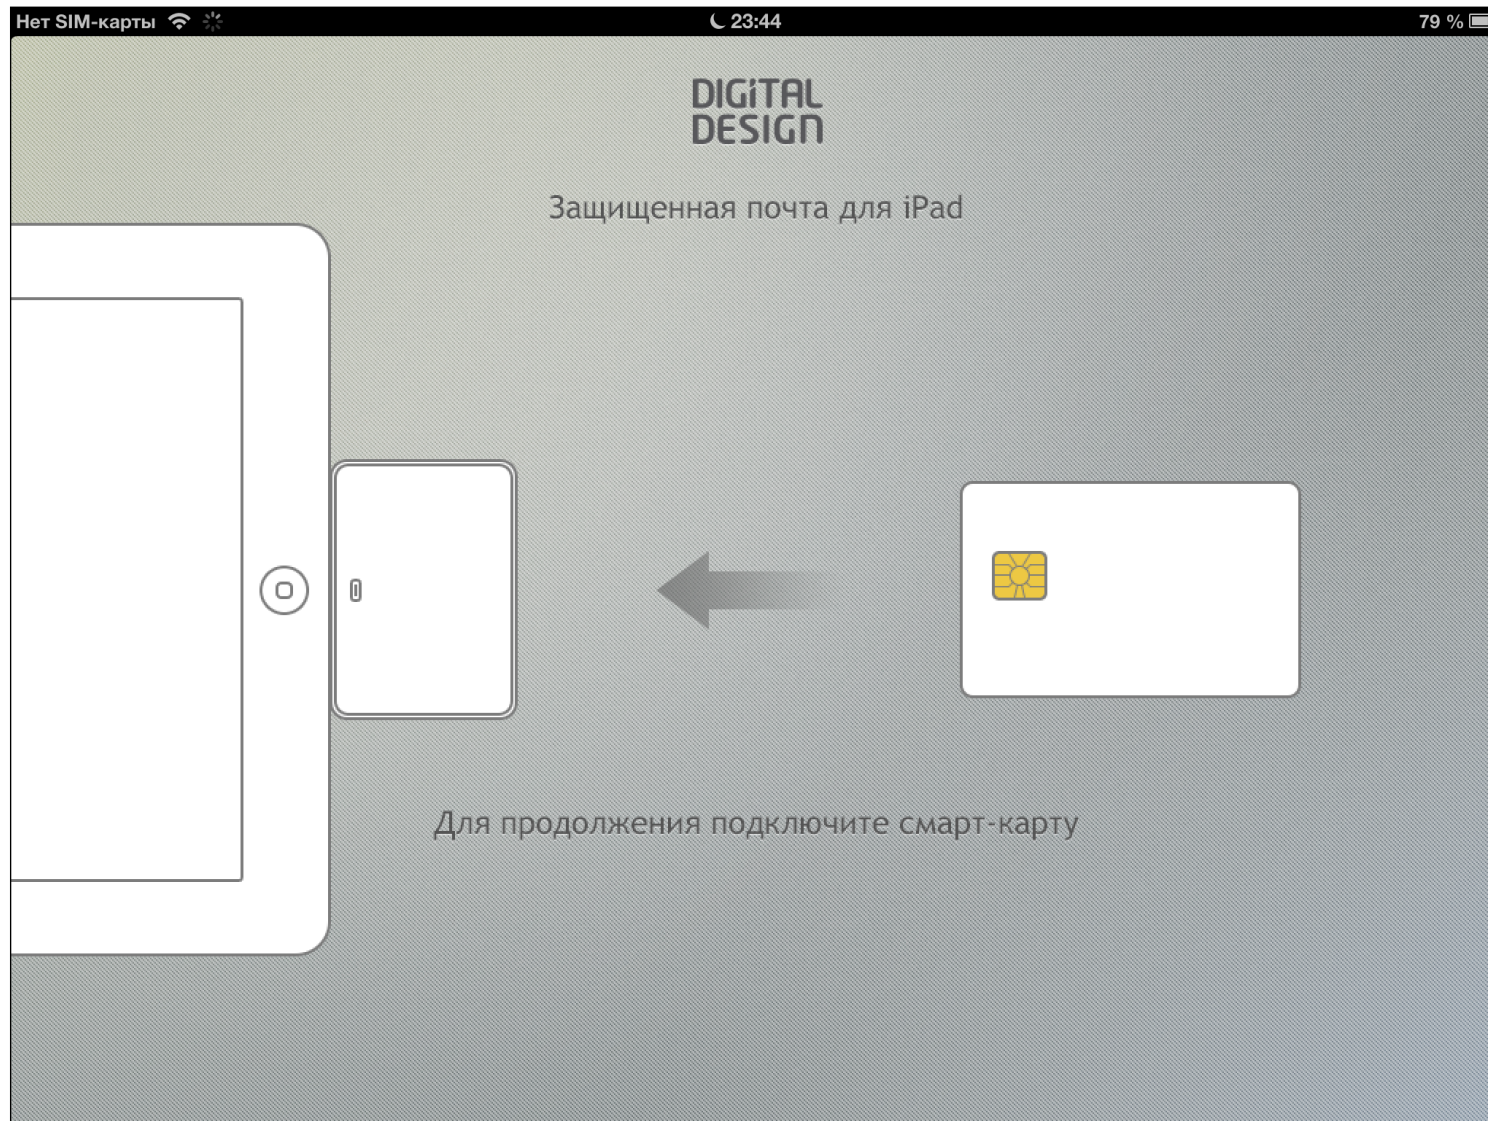 Нет SIM-карты
23:44
79 %
DIGITAL
DESIGN
Защищенная почта для iPad
Для продолжения подключите смарт-карту